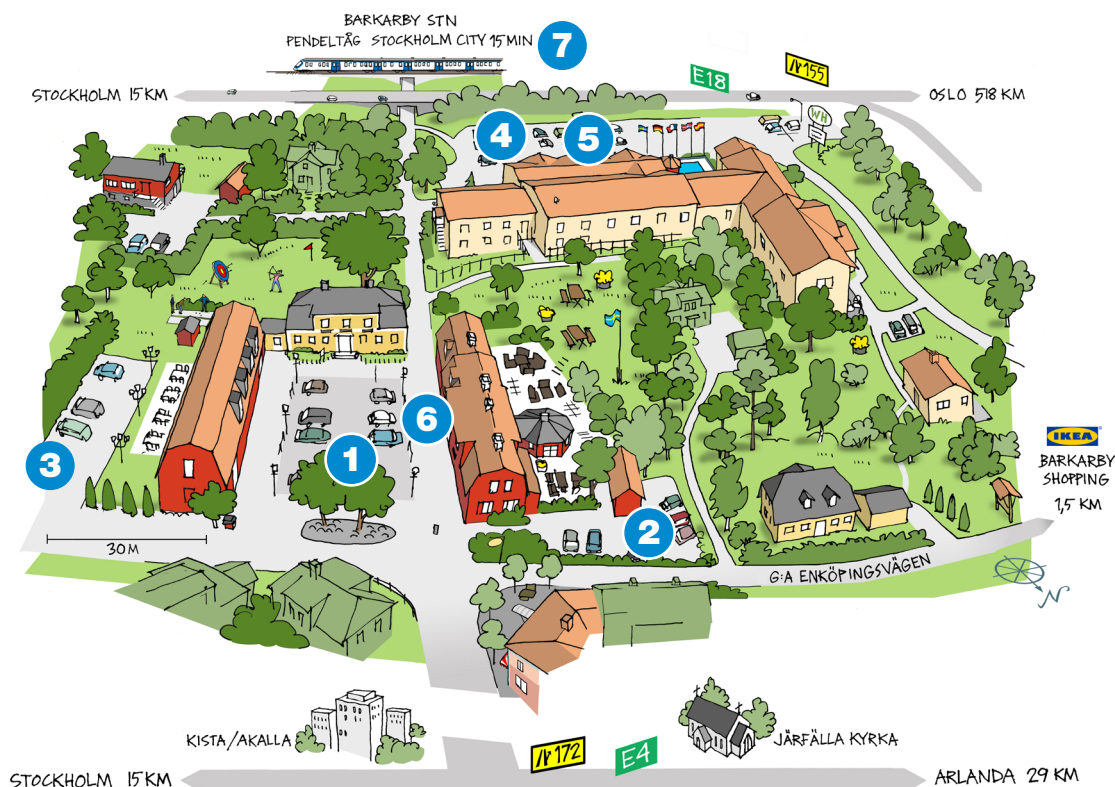 BARKARBY STN
PENDELTÅG STOCKHOLM CITY 15 MIN
7
E18
155
STOCKHOLM 15 KM
OSLO 518 KM
WH
4
5
6
1
3
2
IKEA
BARKARBY
SHOPPING
1,5 KM
30 M
G:A ENKÖPINGSVÄGEN
N
KISTA/AKALLA
172
E4
JÄRFÄLLA KYRKA
STOCKHOLM 15 KM
ARLANDA 29 KM